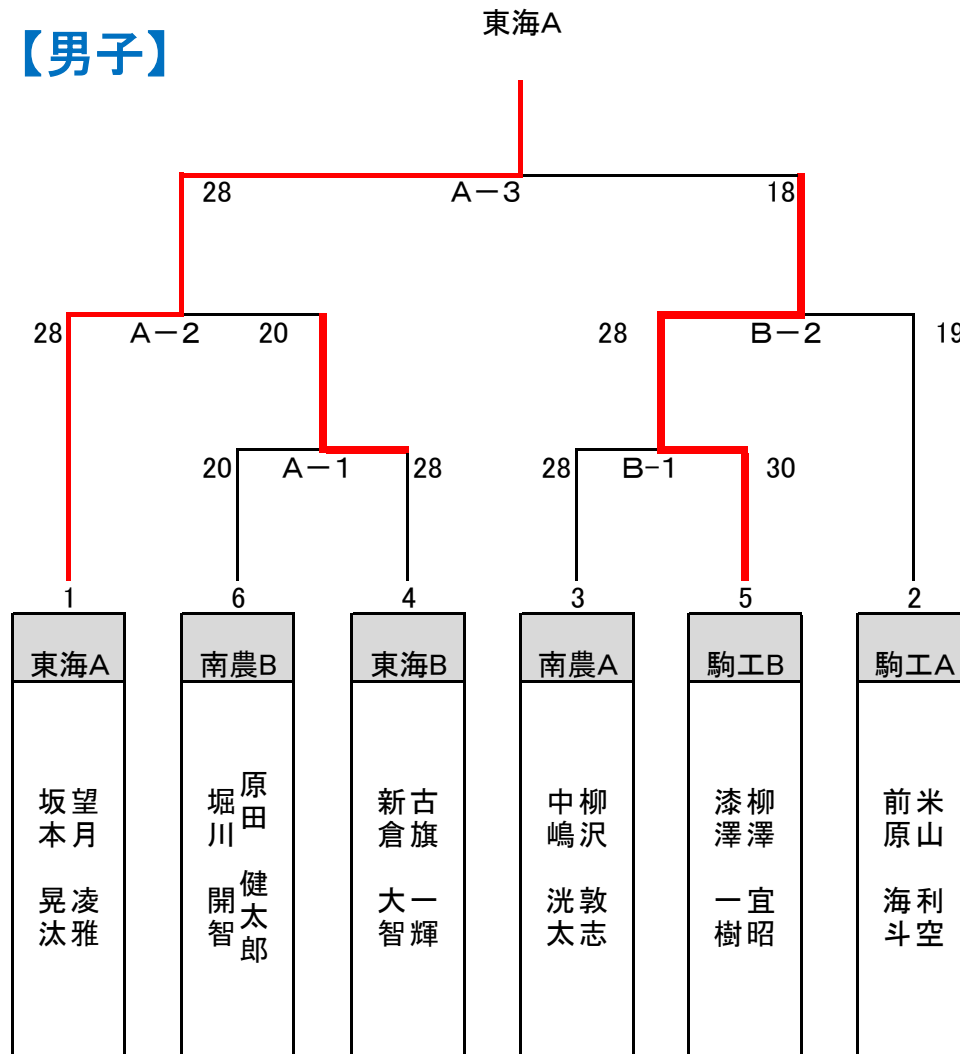 東海A
【男子】
28 A－3 18
28 A－2 20 28 B－2 19
20 A－1 28 28 B-1 30
1 6 4 3 5 2
東海A 南農B 東海B 南農A 駒工B 駒工A
望月 凌雅
坂本 晃汰
原田 健太郎
堀川 開智
古旗 一輝
新倉 大智
柳沢 敦志
中嶋 洸太
柳澤 宜昭
漆澤 一樹
米山 利空
前原 海斗